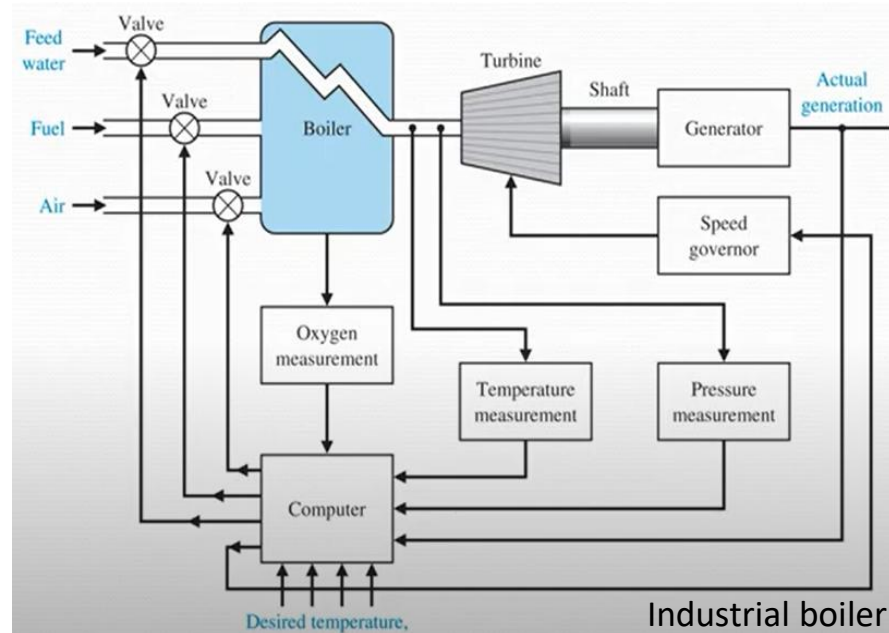 Valve
Feed
water
Turbine
Actual
generation
Shaft
Valve
Fuel
Boiler
Generator
Valve
Air
Speed
governor
Oxygen
measurement
Temperature
measurement
Pressure
measurement
Computer
Desired temperature,
Industrial boiler